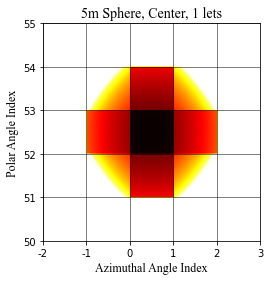 5m Sphere, Center, 1 lets
55
54
53
52
51
50
Polar Angle Index
-2 -1 0 1 2 3
Azimuthal Angle Index